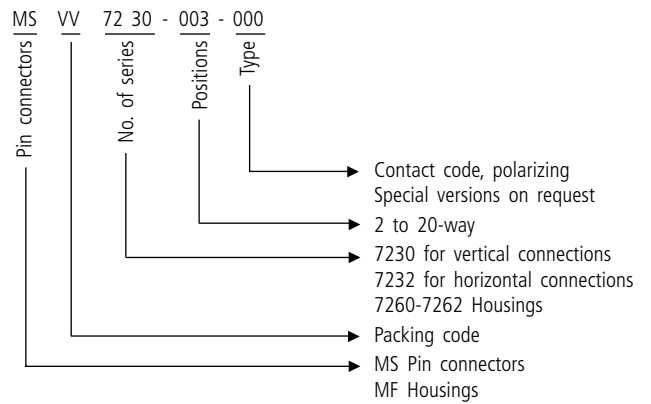 MS VV 72 30 - 003 - 000
Pin connectors
No. of series
Positions
Type
Contact code, polarizing
Special versions on request
2 to 20-way
7230 for vertical connections
7232 for horizontal connections
7260-7262 Housings
Packing code
MS Pin connectors
MF Housings